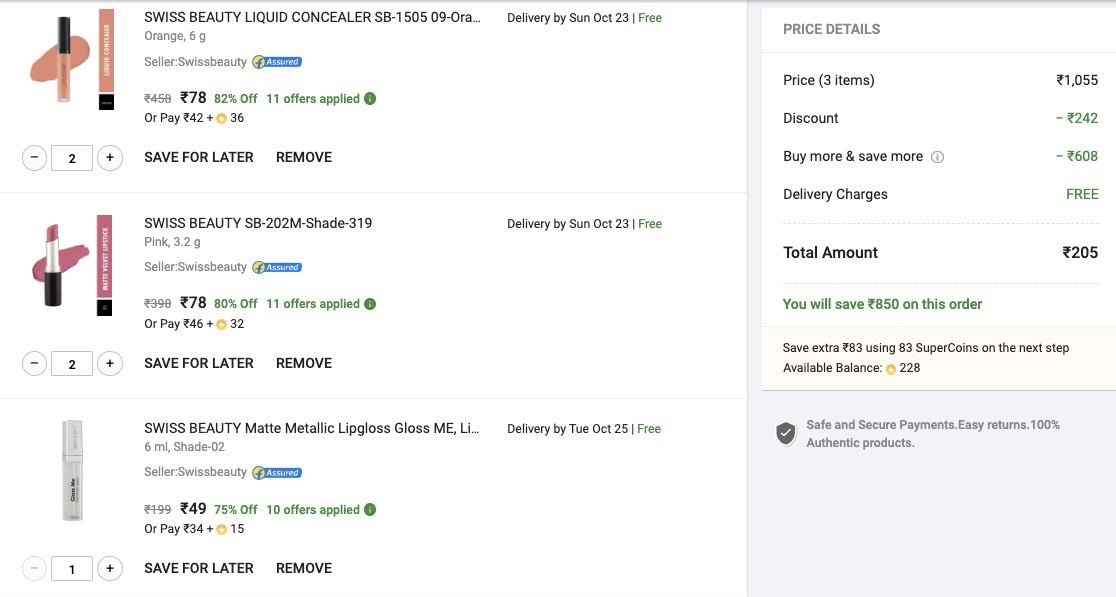 SWISS BEAUTY LIQUID CONCEALER SB-1505 09-Ora...
Orange, 6 g
Seller:Swissbeauty Assured
₹458 ₹78 82% Off 11 offers applied
Or Pay ₹42 + 36
Delivery by Sun Oct 23 | Free
LIQUID CONCEALER
− 2 + SAVE FOR LATER REMOVE
SWISS BEAUTY SB-202M-Shade-319
Pink, 3.2 g
Seller:Swissbeauty Assured
₹398 ₹78 80% Off 11 offers applied
Or Pay ₹46 + 32
Delivery by Sun Oct 23 | Free
MATTE VELVET LIPSTICK
− 2 + SAVE FOR LATER REMOVE
SWISS BEAUTY Matte Metallic Lipgloss Gloss ME, Li...
6 ml, Shade-02
Seller:Swissbeauty Assured
₹199 ₹49 75% Off 10 offers applied
Or Pay ₹34 + 15
Delivery by Tue Oct 25 | Free
Gloss Me
− 1 + SAVE FOR LATER REMOVE
PRICE DETAILS
Price (3 items) ₹1,055
Discount − ₹242
Buy more & save more − ₹608
Delivery Charges FREE
Total Amount ₹205
You will save ₹850 on this order
Save extra ₹83 using 83 SuperCoins on the next step
Available Balance: 228
Safe and Secure Payments.Easy returns.100%
Authentic products.